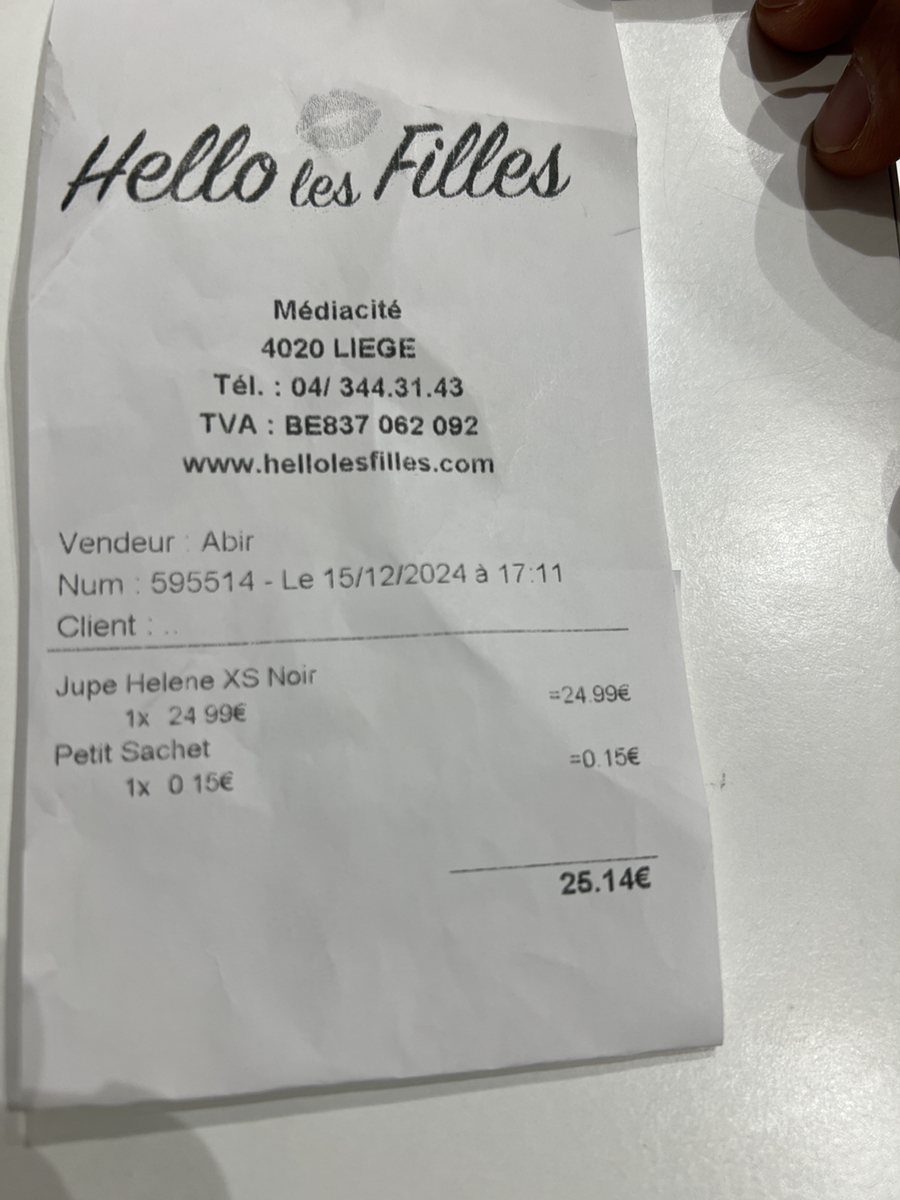 Hello les Filles
Médiacité
4020 LIEGE
Tél. : 04/ 344.31.43
TVA : BE837 062 092
www.hellolesfilles.com
Vendeur : Abir
Num : 595514 - Le 15/12/2024 à 17:11
Client : ..
Jupe Helene XS Noir
1x 24 99€ =24.99€
Petit Sachet
1x 0 15€ =0.15€
25.14€